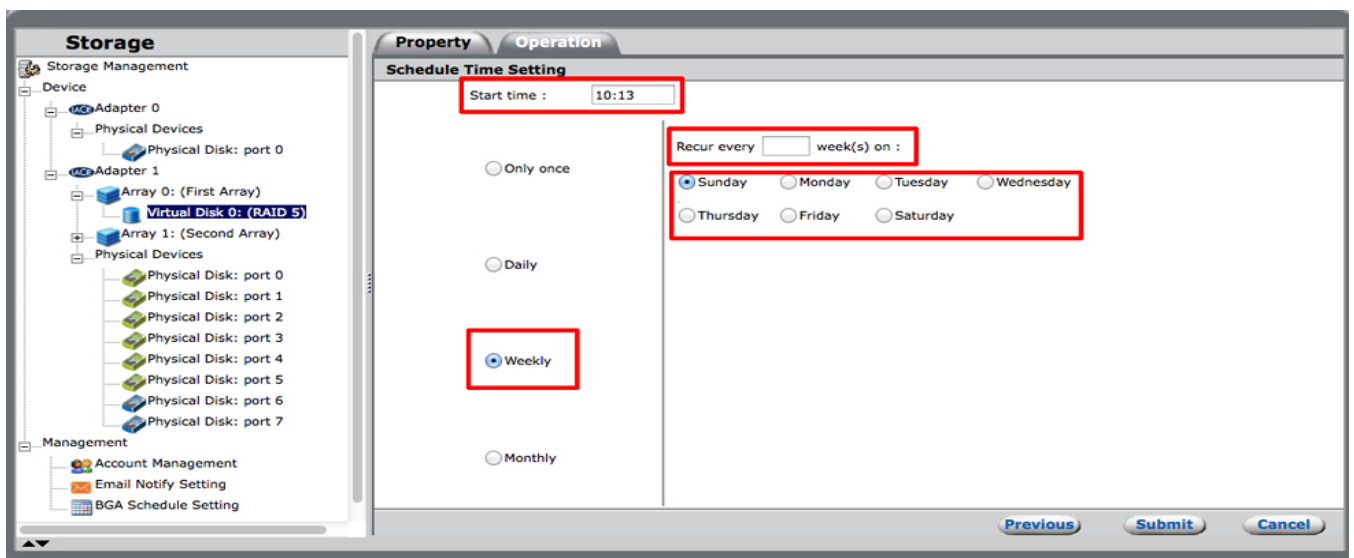 Storage
Storage Management
Device
Adapter 0
Physical Devices
Physical Disk: port 0
Adapter 1
Array 0: (First Array)
Virtual Disk 0: (RAID 5)
Array 1: (Second Array)
Physical Devices
Physical Disk: port 0
Physical Disk: port 1
Physical Disk: port 2
Physical Disk: port 3
Physical Disk: port 4
Physical Disk: port 5
Physical Disk: port 6
Physical Disk: port 7
Management
Account Management
Email Notify Setting
BGA Schedule Setting
Property Operation
Schedule Time Setting
Start time : 10:13
Only once
Daily
Weekly
Monthly
Recur every week(s) on :
Sunday Monday Tuesday Wednesday
Thursday Friday Saturday
Previous Submit Cancel